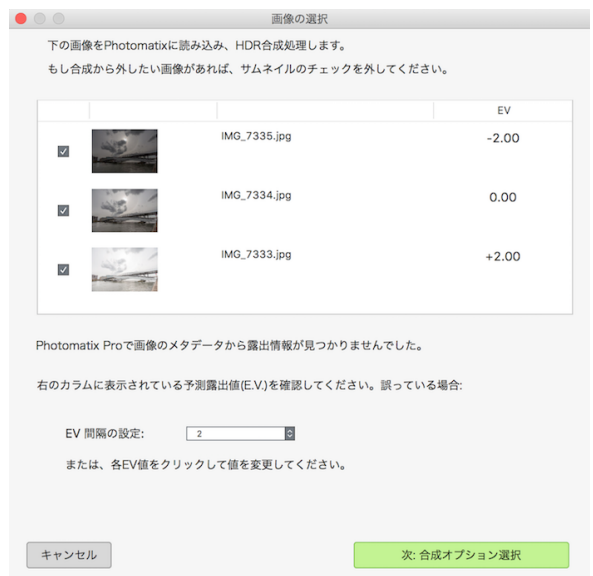 画像の選択
下の画像をPhotomatixに読み込み、HDR合成処理します。
もし合成から外したい画像があれば、サムネイルのチェックを外してください。
EV
IMG_7335.jpg -2.00
IMG_7334.jpg 0.00
IMG_7333.jpg +2.00
Photomatix Proで画像のメタデータから露出情報が見つかりませんでした。
右のカラムに表示されている予測露出値(E.V.)を確認してください。誤っている場合:
EV 間隔の設定: 2
または、各EV値をクリックして値を変更してください。
キャンセル 次: 合成オプション選択